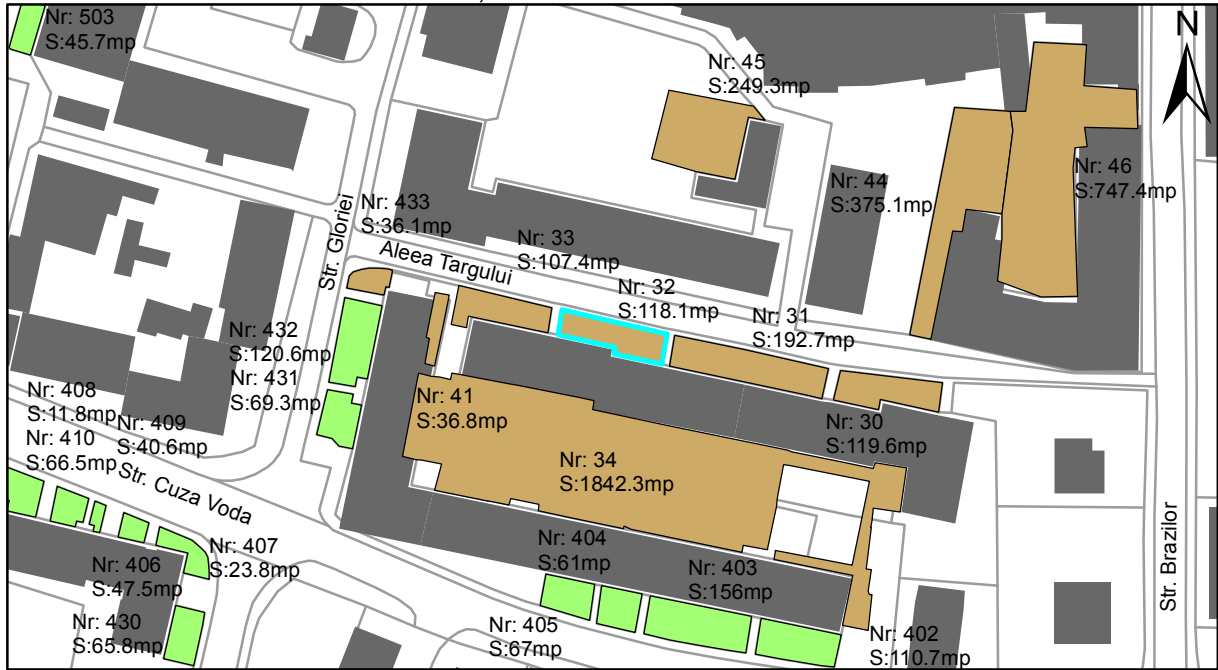 Nr: 503
S:45.7mp
N
Nr: 45
S:249.3mp
Nr: 46
S:747.4mp
Nr: 44
S:375.1mp
Nr: 433
S:36.1mp
Nr: 33
S:107.4mp
Str. Gloriei
Aleea Targului
Nr: 32
S:118.1mp
Nr: 31
S:192.7mp
Nr: 432
S:120.6mp
Nr: 431
S:69.3mp
Nr: 408
S:11.8mp
Nr: 409
S:40.6mp
Nr: 410
S:66.5mp
Nr: 41
S:36.8mp
Nr: 30
S:119.6mp
Nr: 34
S:1842.3mp
Str. Cuza Voda
Nr: 407
S:23.8mp
Nr: 406
S:47.5mp
Nr: 404
S:61mp
Nr: 403
S:156mp
Str. Brazilor
Nr: 430
S:65.8mp
Nr: 405
S:67mp
Nr: 402
S:110.7mp